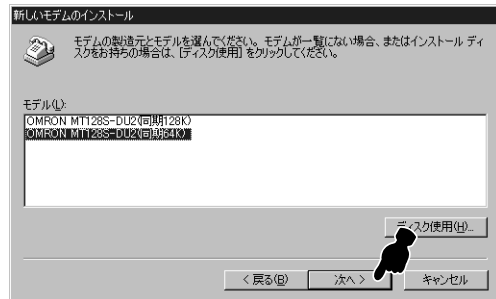 新しいモデムのインストール
モデムの製造元とモデルを選んでください。モデムが一覧にない場合、またはインストール ディ
スクをお持ちの場合は、[ディスク使用] をクリックしてください。
モデル(L):
OMRON MT128S-DU2(同期128K)
OMRON MT128S-DU2(同期64K)
ディスク使用(H)...
< 戻る(B)
次へ >
キャンセル